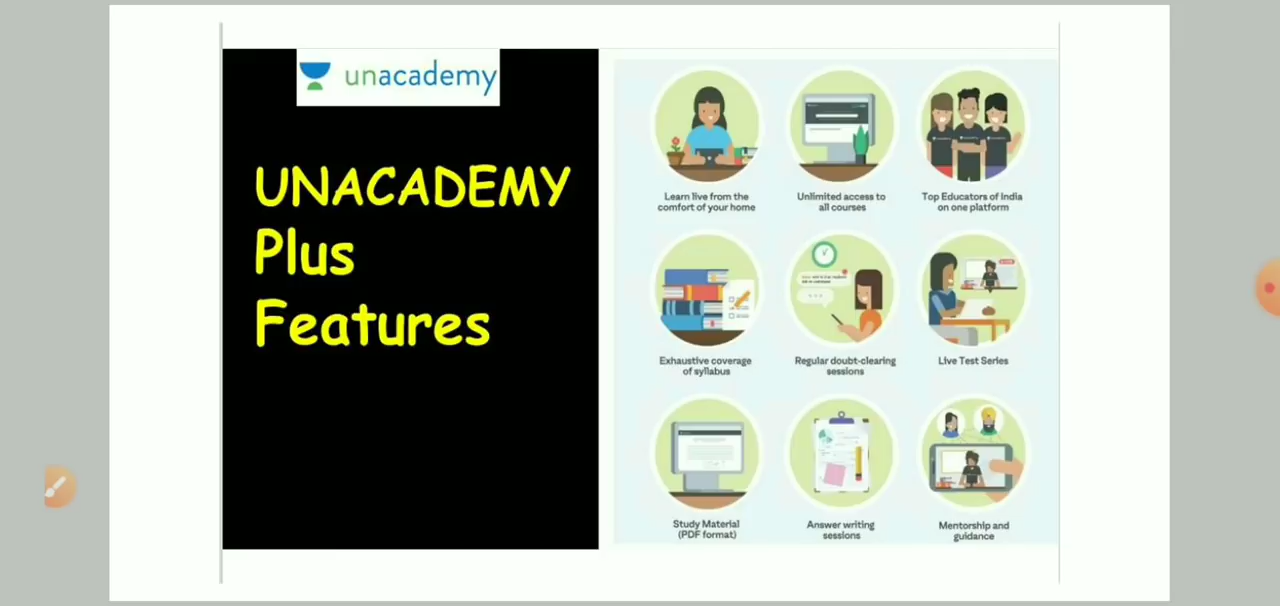 unacademy
UNACADEMY
Plus
Features
Learn live from the
comfort of your home
Unlimited access to
all courses
Top Educators of India
on one platform
Exhaustive coverage
of syllabus
Regular doubt-clearing
sessions
Live Test Series
Study Material
(PDF format)
Answer writing
sessions
Mentorship and
guidance